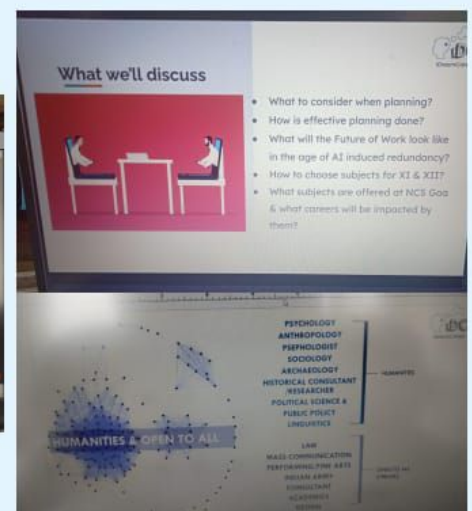 What we'll discuss
• What to consider when planning?
• How is effective planning done?
• What will the Future of Work look like
in the age of AI induced redundancy?
• How to choose subjects for XI & XII?
• What subjects are offered at NCS Goa
& what careers will be impacted by
them?
PSYCHOLOGY
ANTHROPOLOGY
PSEPHOLOGIST
SOCIOLOGY
ARCHAEOLOGY
HISTORICAL CONSULTANT
/RESEARCHER
POLITICAL SCIENCE &
PUBLIC POLICY
LINGUISTICS
HUMANITIES
HUMANITIES & OPEN TO ALL
LAW
MASS COMMUNICATION
PERFORMING/FINE ARTS
INDIAN ARMY
CONSULTANT
ACADEMICS